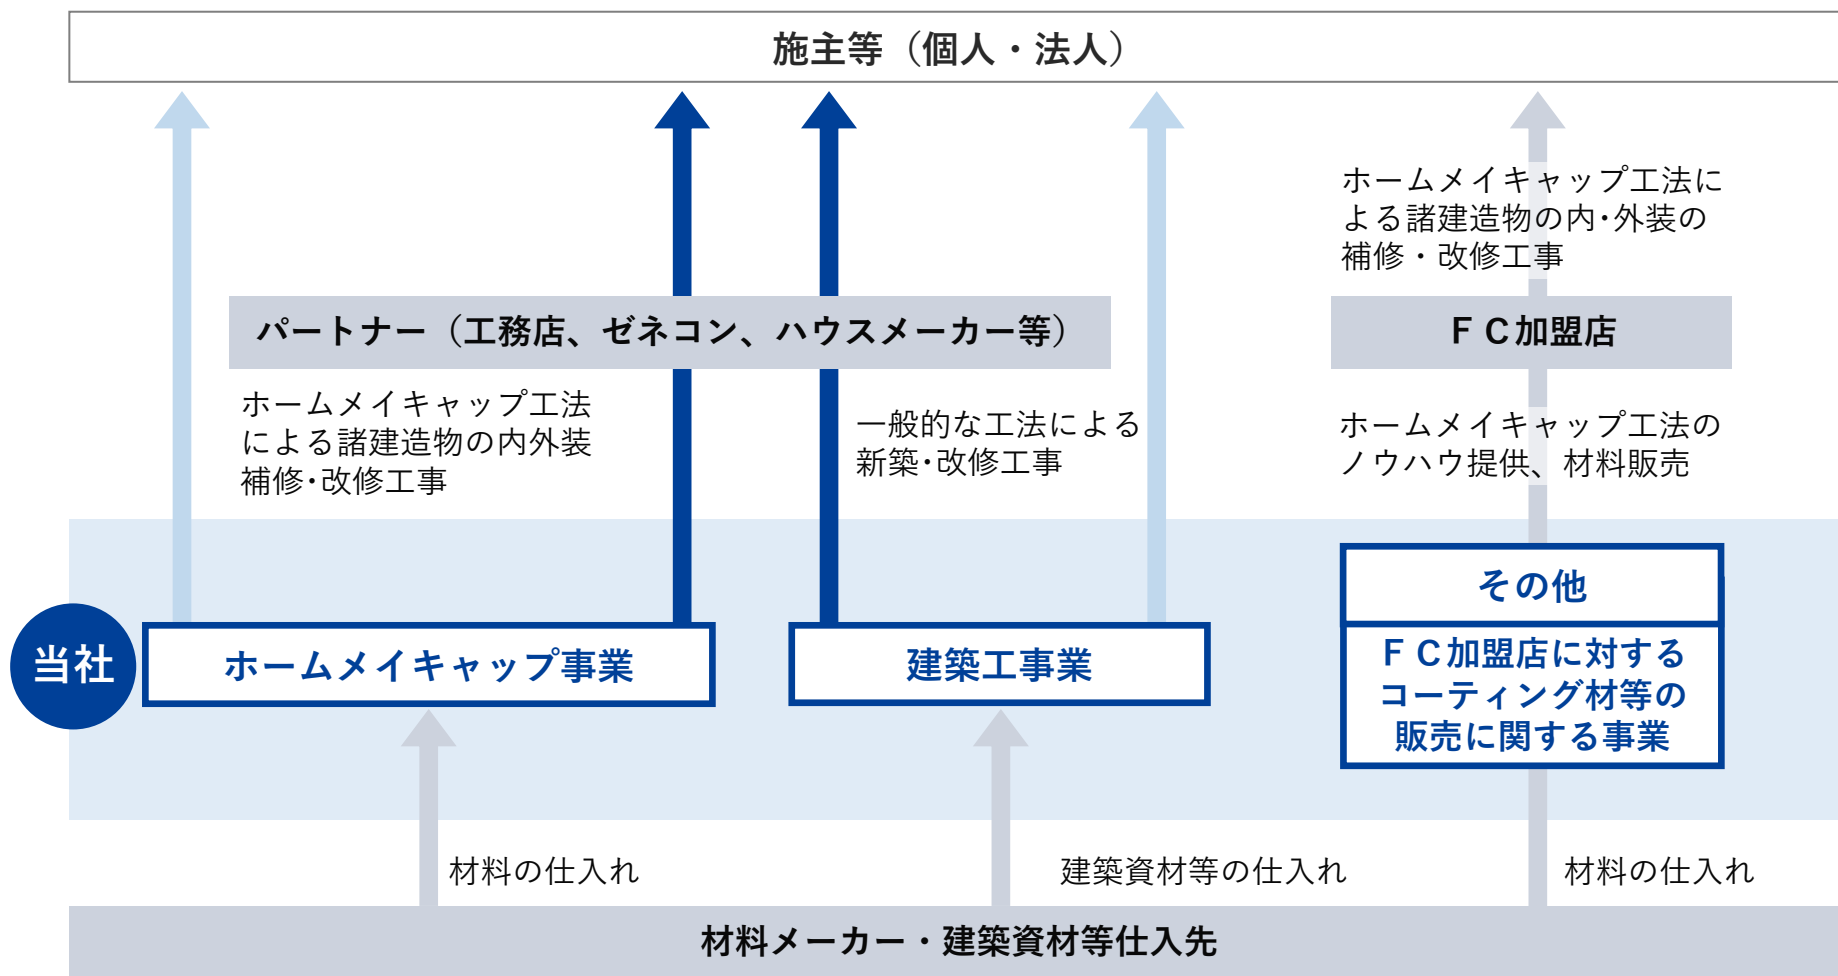 施主等（個人・法人）
ホームメイキャップ工法に
よる諸建造物の内･外装の
補修・改修工事
パートナー（工務店、ゼネコン、ハウスメーカー等）
ＦＣ加盟店
ホームメイキャップ工法
による諸建造物の内外装
補修･改修工事
一般的な工法による
新築･改修工事
ホームメイキャップ工法の
ノウハウ提供、材料販売
当社
ホームメイキャップ事業
建築工事業
その他
ＦＣ加盟店に対する
コーティング材等の
販売に関する事業
材料の仕入れ
建築資材等の仕入れ
材料の仕入れ
材料メーカー・建築資材等仕入先